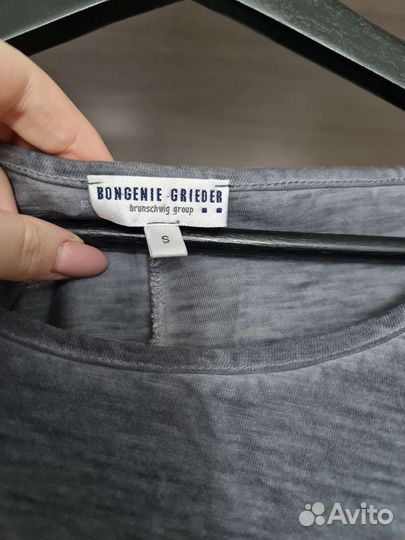 BONGENIE GRIEDER
brunschwig group
S
Avito